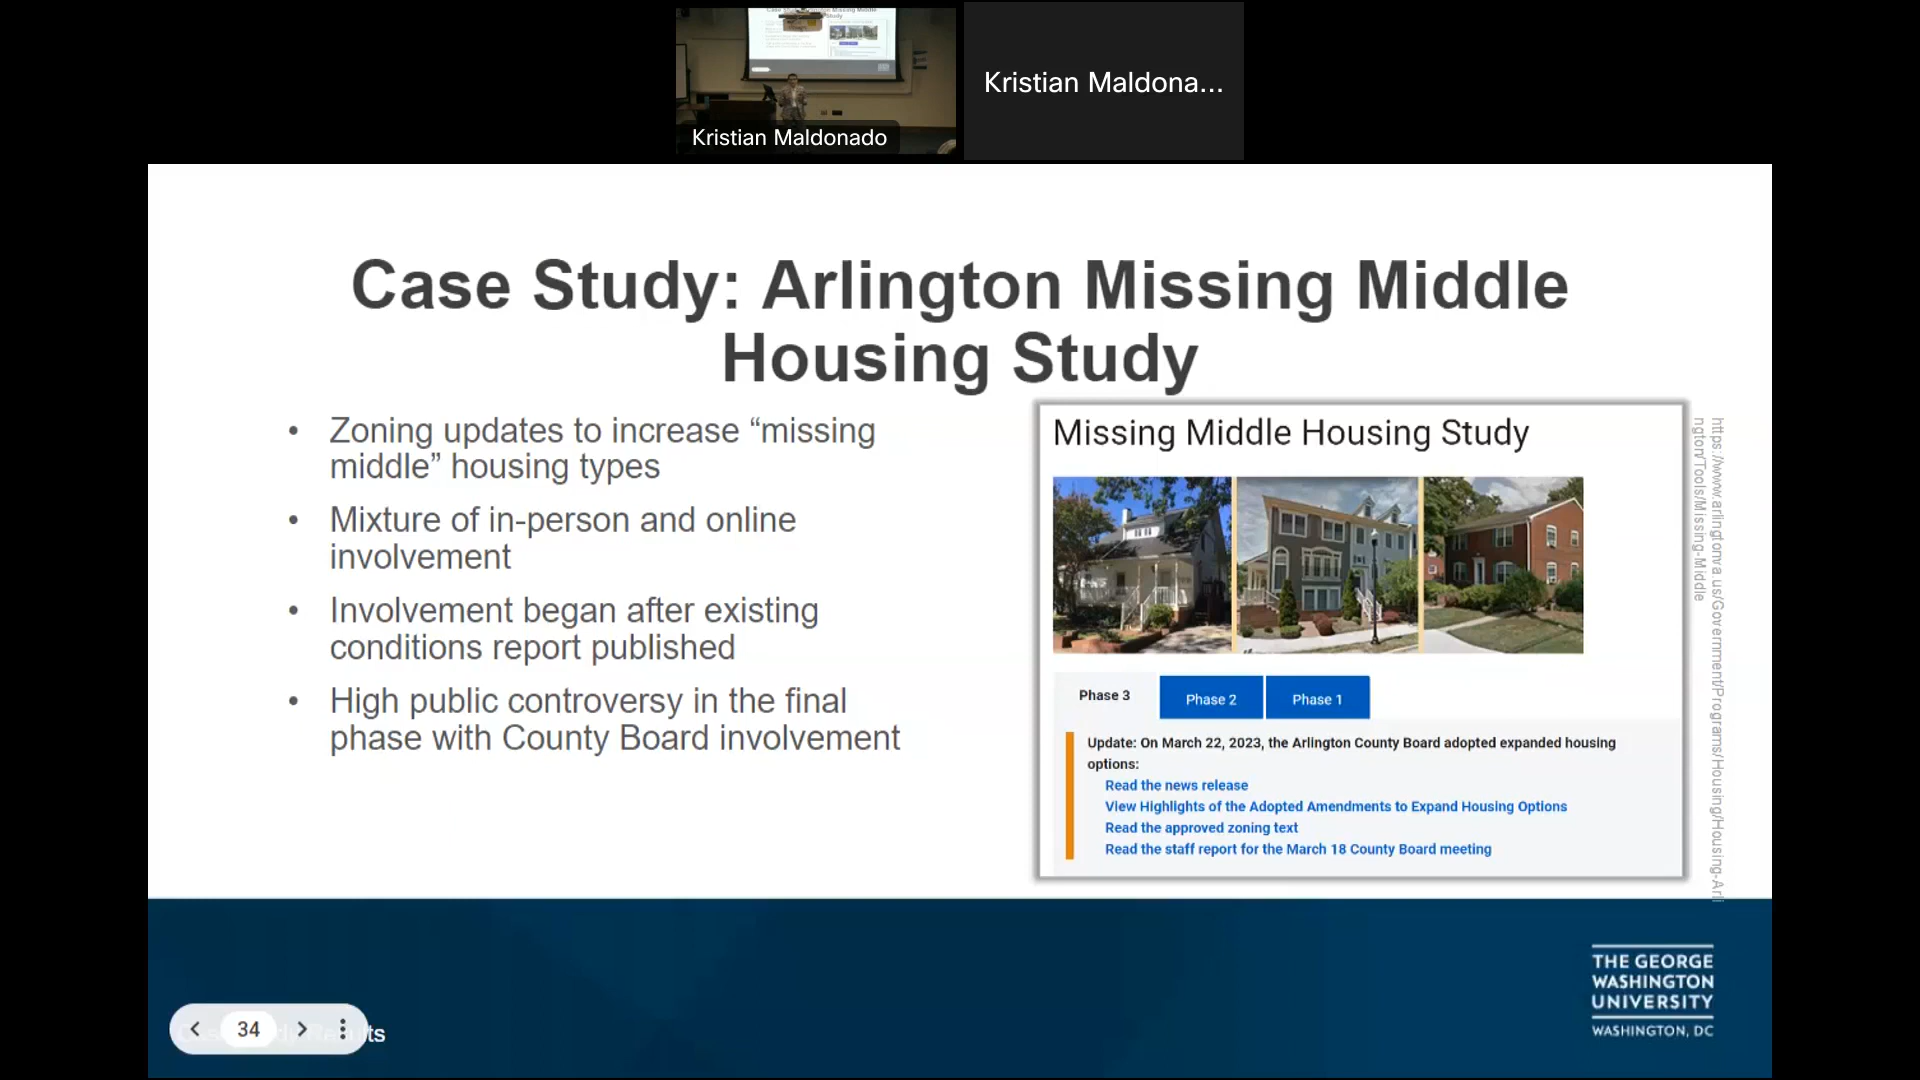 Kristian Maldonado
Kristian Maldona...
Case Study: Arlington Missing Middle
Housing Study
• Zoning updates to increase “missing
middle” housing types
• Mixture of in-person and online
involvement
• Involvement began after existing
conditions report published
• High public controversy in the final
phase with County Board involvement
Missing Middle Housing Study
Phase 3
Phase 2
Phase 1
Update: On March 22, 2023, the Arlington County Board adopted expanded housing
options:
Read the news release
View Highlights of the Adopted Amendments to Expand Housing Options
Read the approved zoning text
Read the staff report for the March 18 County Board meeting
https://www.arlingtonva.us/Government/Programs/Housing/Housing-Arli
ngton/Tools/Missing-Middle
34
THE GEORGE
WASHINGTON
UNIVERSITY
WASHINGTON, DC